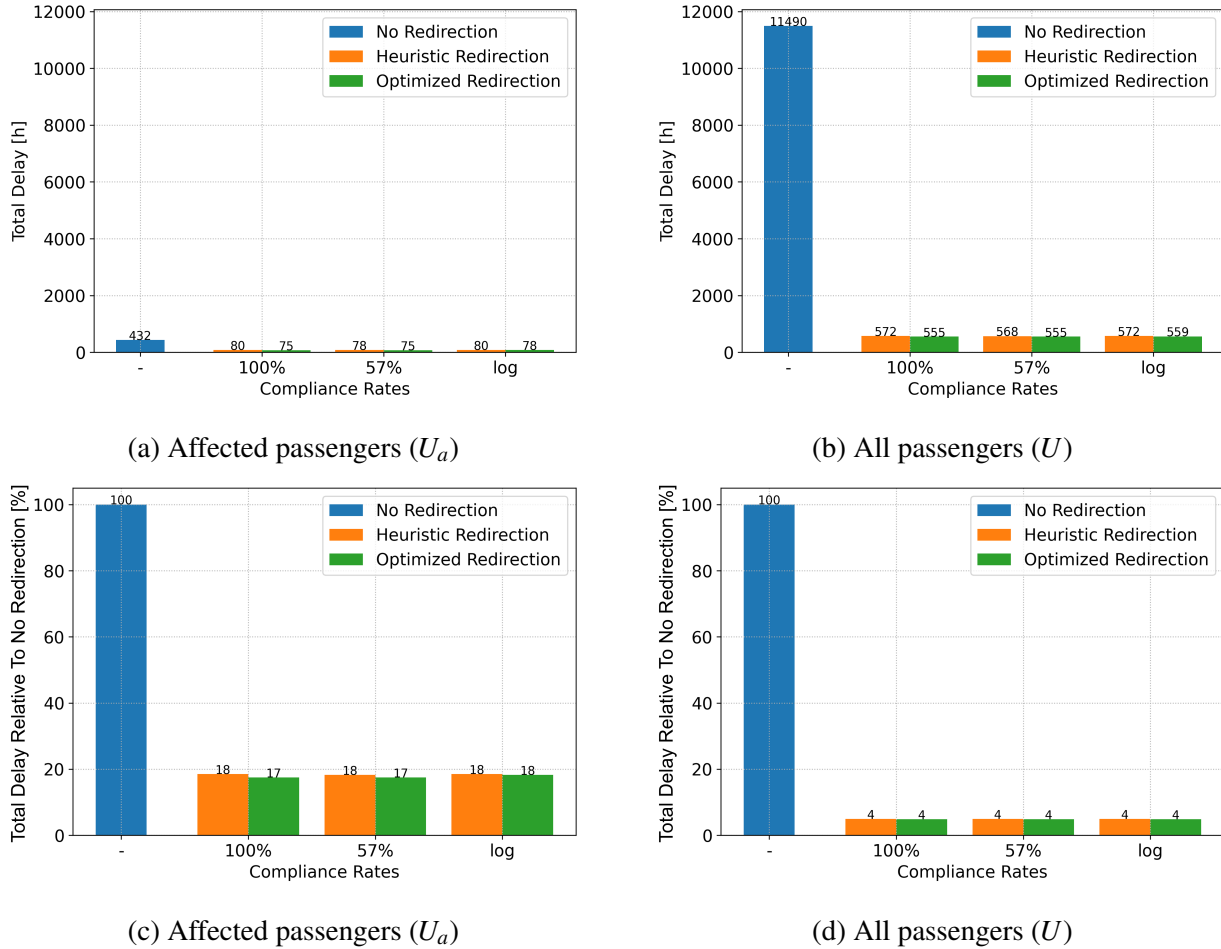 12000
10000
8000
6000
4000
2000
0
Total Delay [h]
No Redirection
Heuristic Redirection
Optimized Redirection
432
80
75
78
75
80
78
-
100%
57%
log
Compliance Rates
(a) Affected passengers (U_a)
12000
10000
8000
6000
4000
2000
0
Total Delay [h]
No Redirection
Heuristic Redirection
Optimized Redirection
11490
572
555
568
555
572
559
-
100%
57%
log
Compliance Rates
(b) All passengers (U)
100
80
60
40
20
0
Total Delay Relative To No Redirection [%]
No Redirection
Heuristic Redirection
Optimized Redirection
100
18
17
18
17
18
18
-
100%
57%
log
Compliance Rates
(c) Affected passengers (U_a)
100
80
60
40
20
0
Total Delay Relative To No Redirection [%]
No Redirection
Heuristic Redirection
Optimized Redirection
100
4
4
4
4
4
4
-
100%
57%
log
Compliance Rates
(d) All passengers (U)